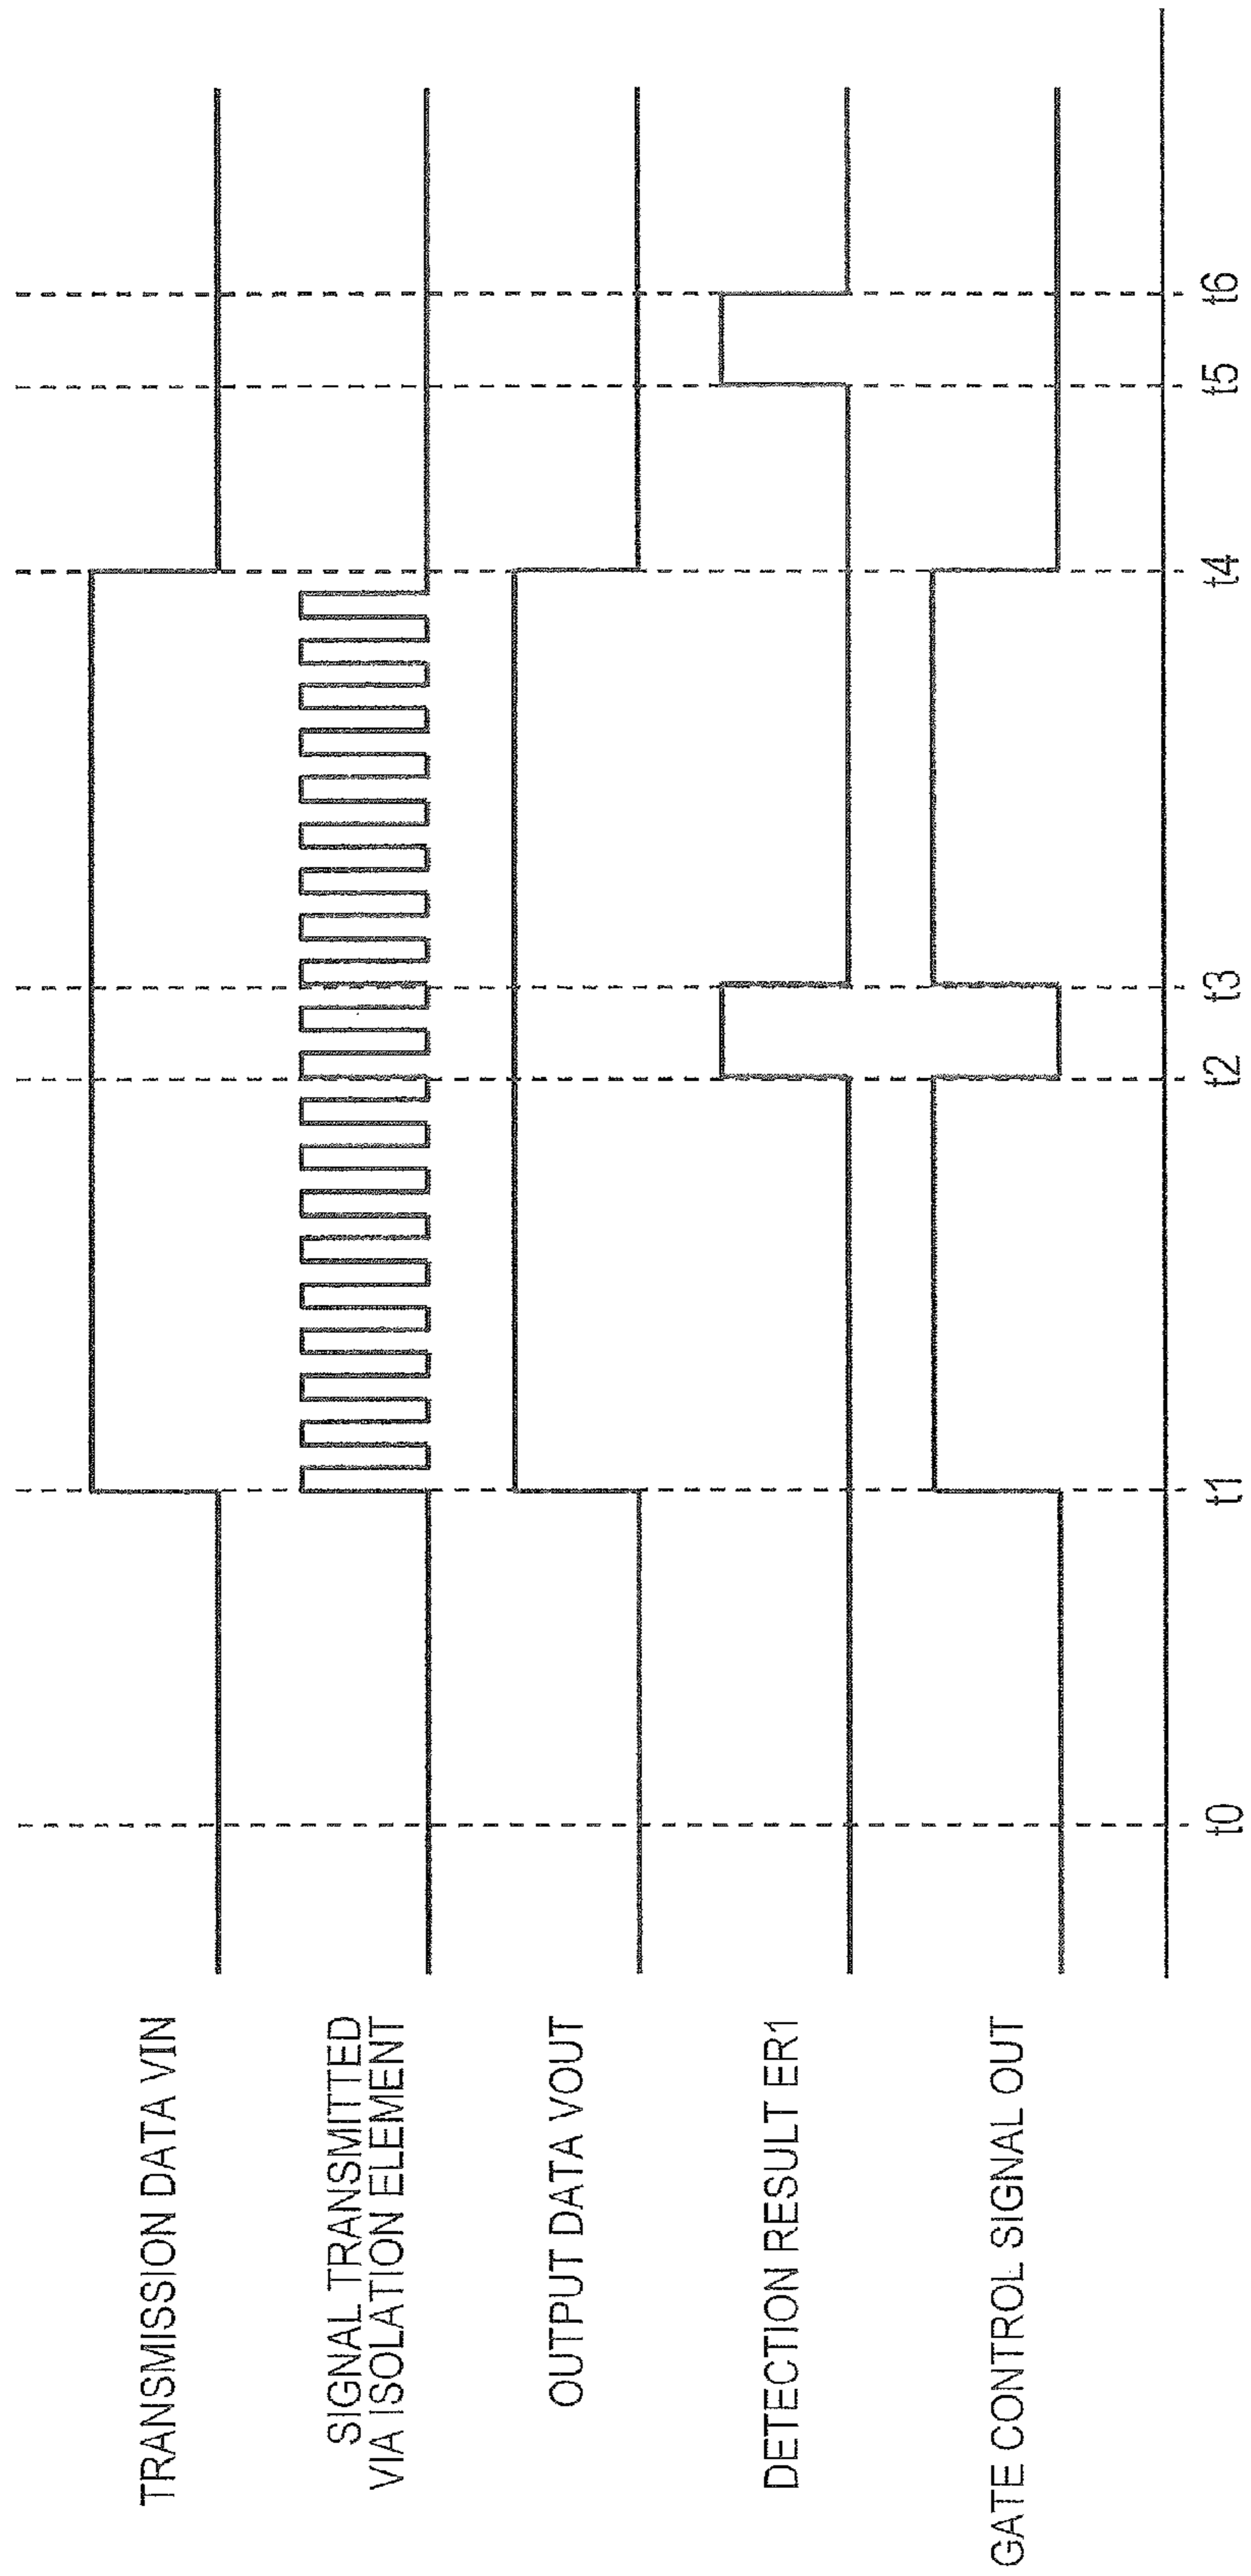 TRANSMISSION DATA VIN
SIGNAL TRANSMITTED
VIA ISOLATION ELEMENT
OUTPUT DATA VOUT
DETECTION RESULT ER1
GATE CONTROL SIGNAL OUT
t0 t1 t2 t3 t4 t5 t6